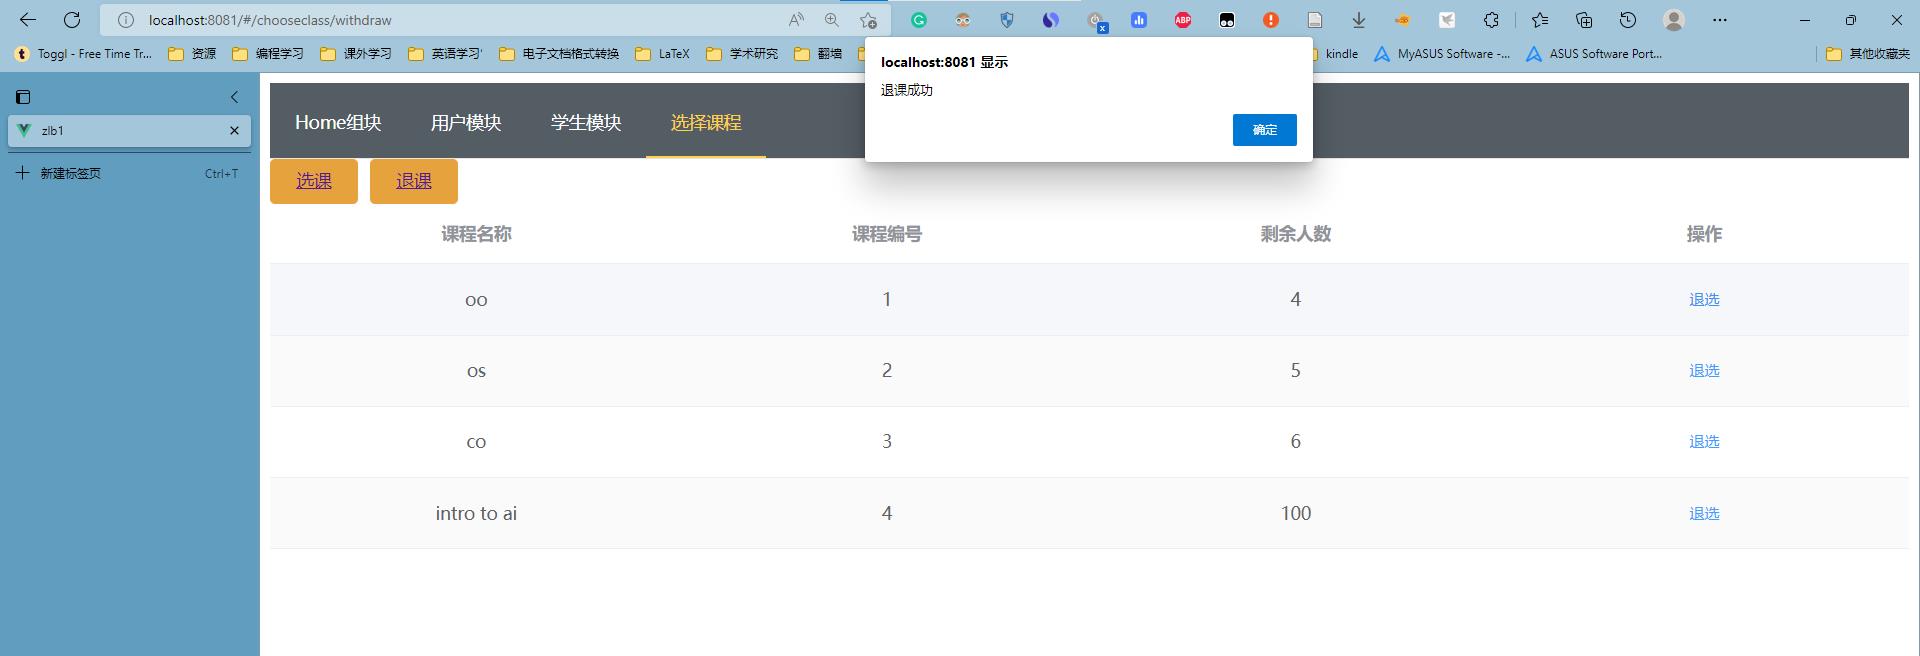 localhost:8081/#/chooseclass/withdraw
Toggl - Free Time Tr... 资源 编程学习 课外学习 英语学习' 电子文档格式转换 LaTeX 学术研究 翻墙 kindle MyASUS Software -... ASUS Software Port... 其他收藏夹
localhost:8081 显示
退课成功
确定
zlb1
新建标签页 Ctrl+T
Home组块 用户模块 学生模块 选择课程
选课 退课
课程名称 课程编号 剩余人数 操作
oo 1 4 退选
os 2 5 退选
co 3 6 退选
intro to ai 4 100 退选